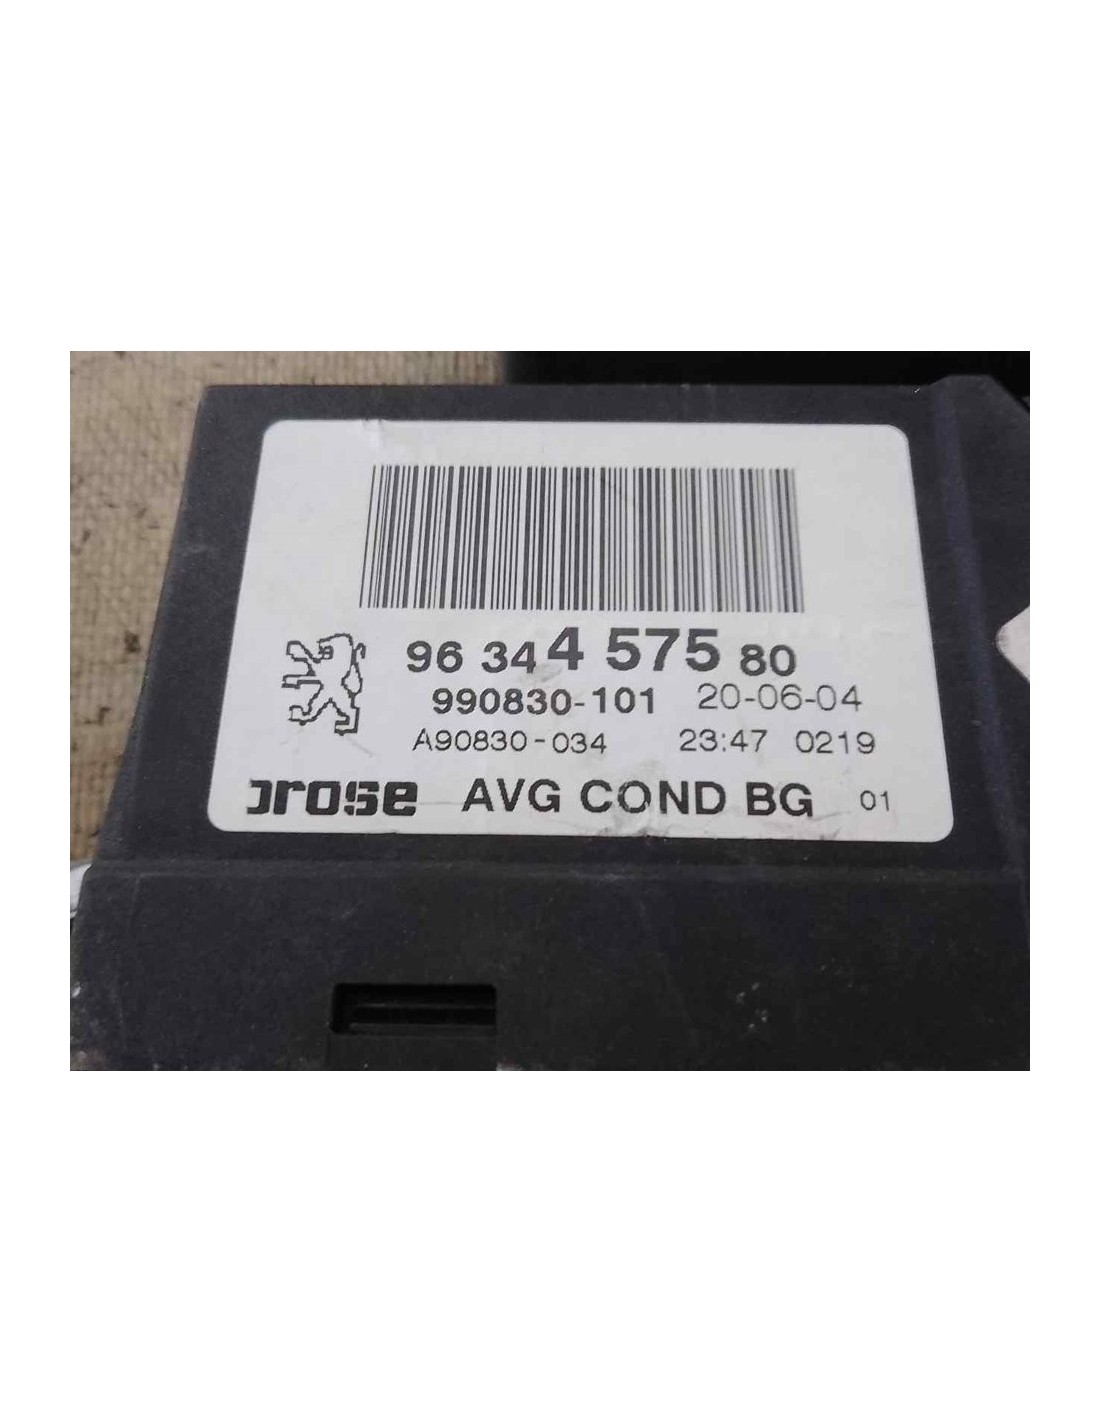 96 34 4 575 80
990830-101 20-06-04
A90830-034 23:47 0219
brose AVG COND BG 01